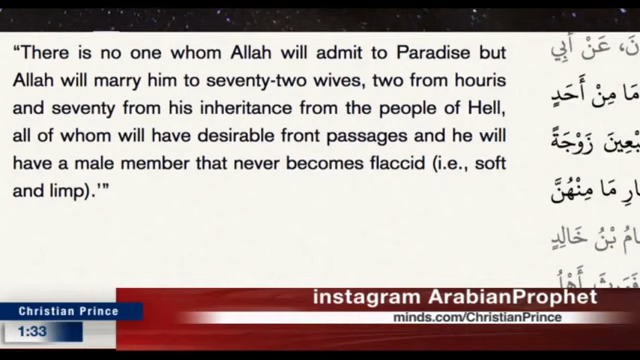 “There is no one whom Allah will admit to Paradise but
Allah will marry him to seventy-two wives, two from houris
and seventy from his inheritance from the people of Hell,
all of whom will have desirable front passages and he will
have a male member that never becomes flaccid (i.e., soft
and limp).’”
نَ، عَنْ أَبِي
مَا مِنْ أَحَدٍ
بْعِينَ زَوْجَةً
ارِ مَا مِنْهُنَّ
امُ بْنُ خَالِدٍ
instagram ArabianProphet
minds.com/ChristianPrince
Christian Prince
1:33